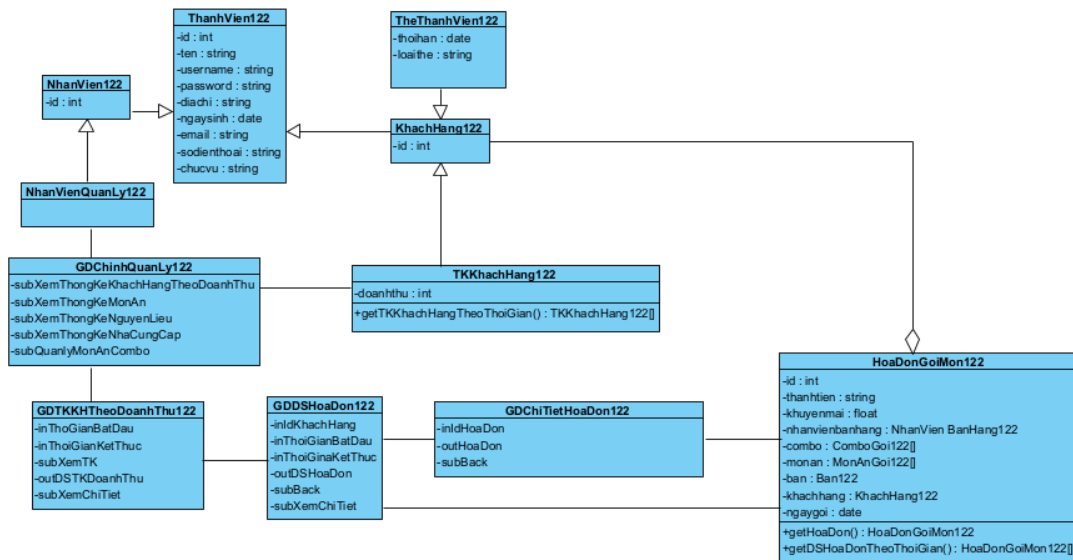 ThanhVien122
-id : int
-ten : string
-username : string
-password : string
-diachi : string
-ngaysinh : date
-email : string
-sodienthoai : string
-chucvu : string
TheThanhVien122
-thoihan : date
-loaithe : string
NhanVien122
-id : int
KhachHang122
-id : int
NhanVienQuanLy122
GDChinhQuanLy122
-subXemThongKeKhachHangTheoDoanhThu
-subXemThongKeMonAn
-subXemThongKeNguyenLieu
-subXemThongKeNhaCungCap
-subQuanlyMonAnCombo
TKKhachHang122
-doanhthu : int
+getTKKhachHangTheoThoiGian() : TKKhachHang122[]
HoaDonGoiMon122
-id : int
-thanhtien : string
-khuyenmai : float
-nhanvienbanhang : NhanVien BanHang122
-combo : ComboGoi122[]
-monan : MonAnGoi122[]
-ban : Ban122
-khachhang : KhachHang122
-ngaygoi : date
+getHoaDon() : HoaDonGoiMon122
+getDSHoaDonTheoThoiGian() : HoaDonGoiMon122[]
GDTKKHTheoDoanhThu122
-inThoGianBatDau
-inThoiGianKetThuc
-subXemTK
-outDSTKDoanhThu
-subXemChiTiet
GDDSHoaDon122
-inIdKhachHang
-inThoiGianBatDau
-inThoiGinaKetThuc
-outDSHoaDon
-subBack
-subXemChiTiet
GDChiTietHoaDon122
-inIdHoaDon
-outHoaDon
-subBack